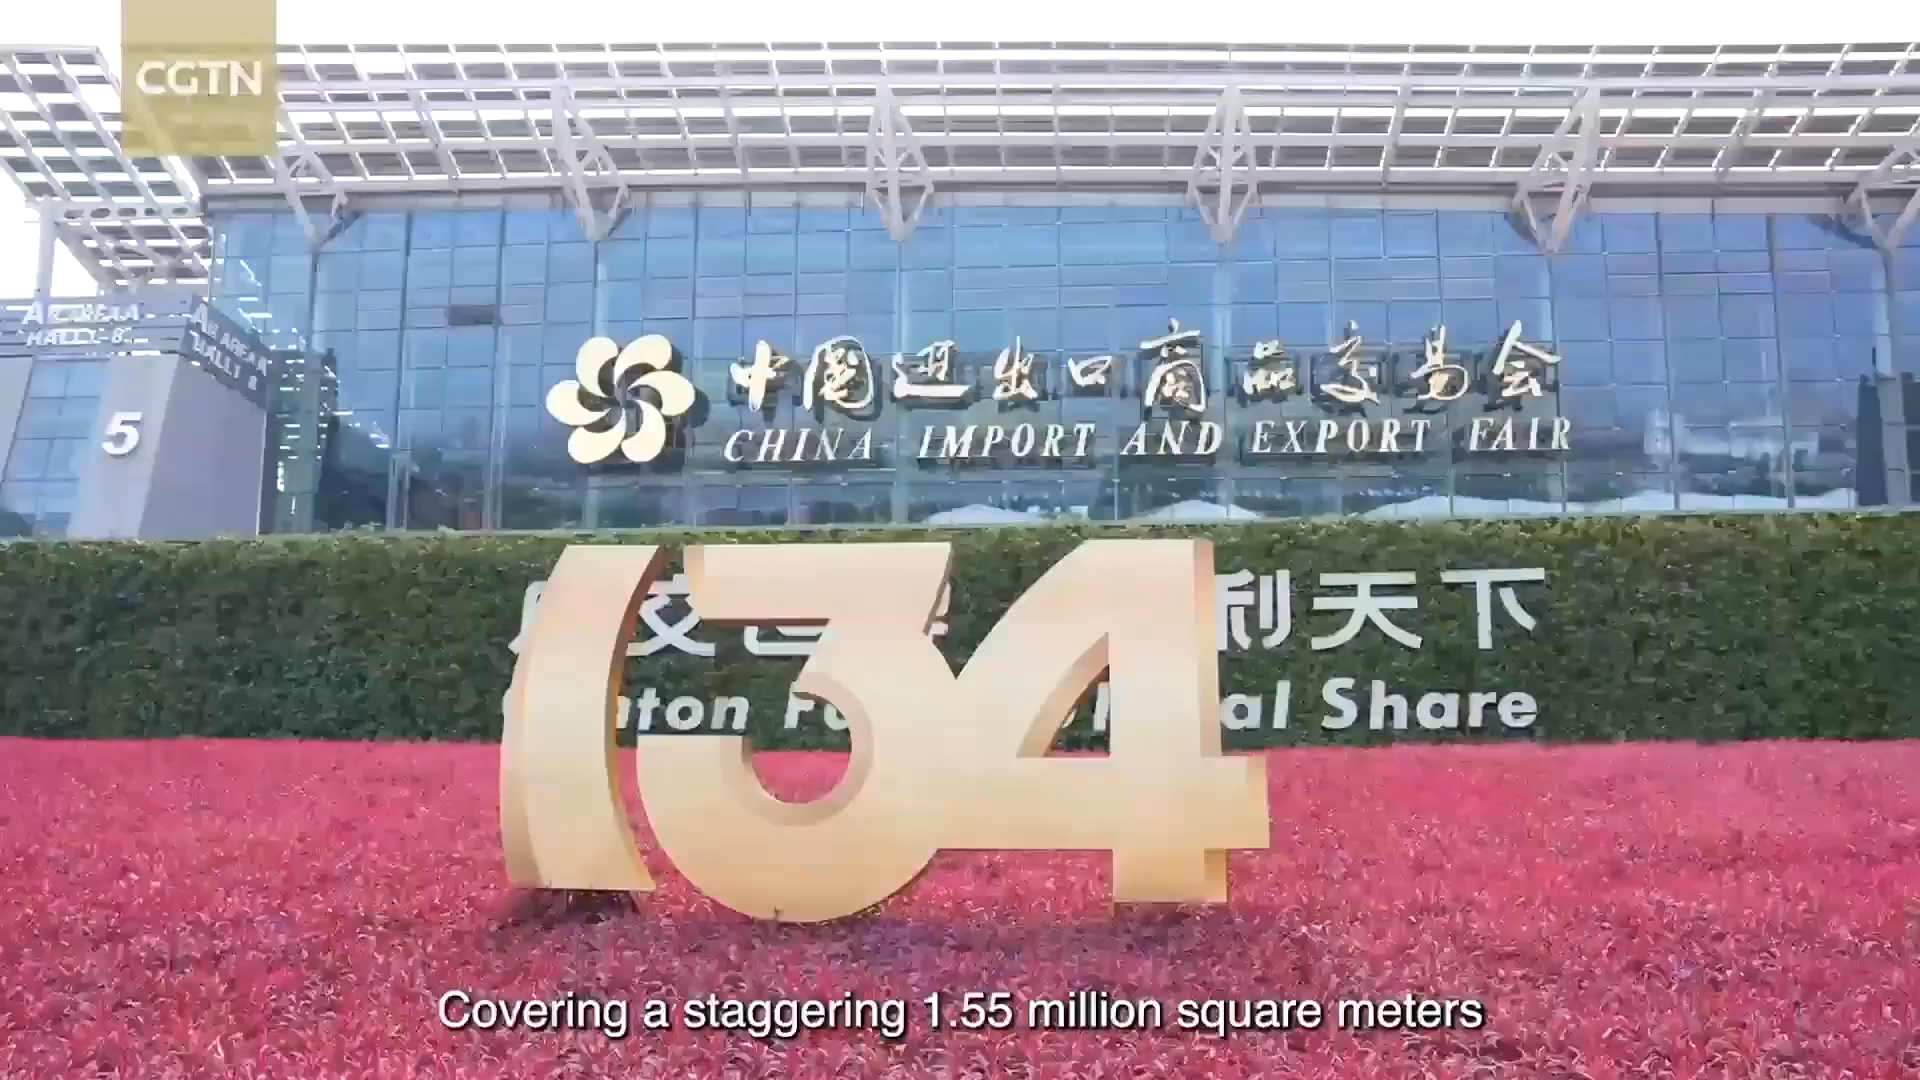 CGTN
5
中国进出口商品交易会
CHINA IMPORT AND EXPORT FAIR
134
交 利天下
Share
Covering a staggering 1.55 million square meters